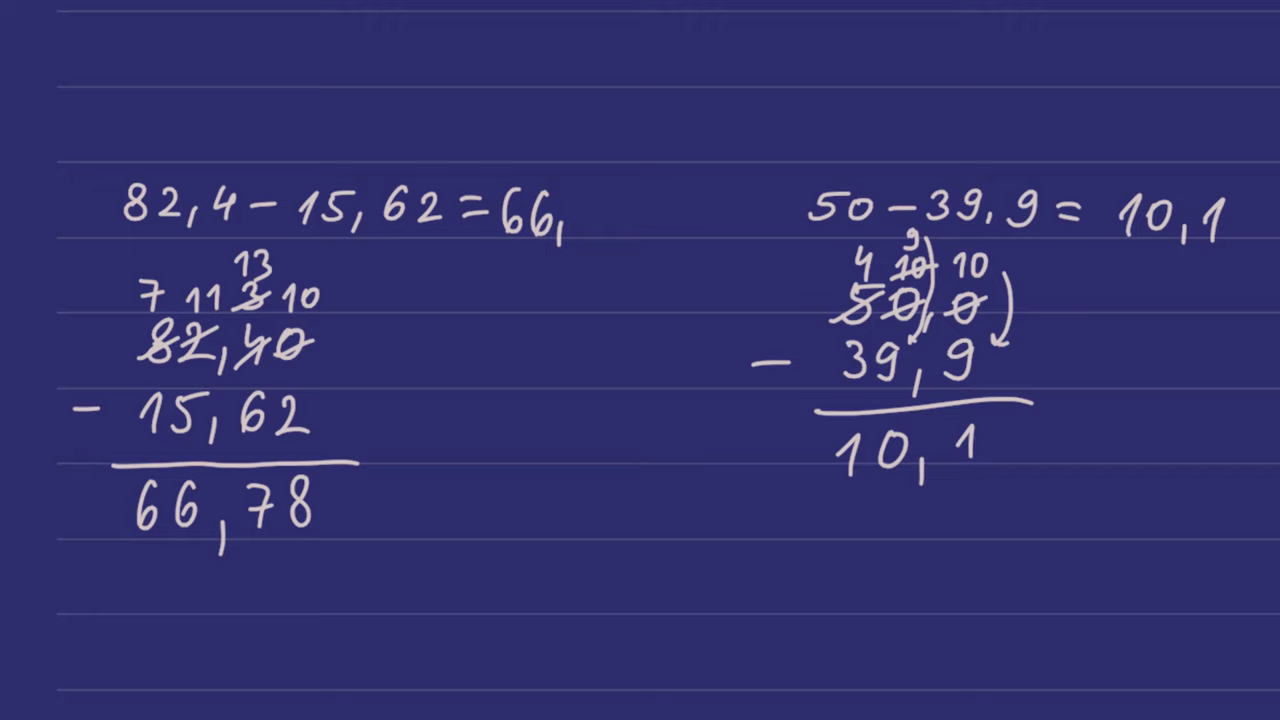 82,4 - 15,62 = 66,
13
7 11 3 10
82,40
- 15,62
66,78
50 - 39,9 = 10,1
9
4 10 10
50,0
- 39,9
10,1